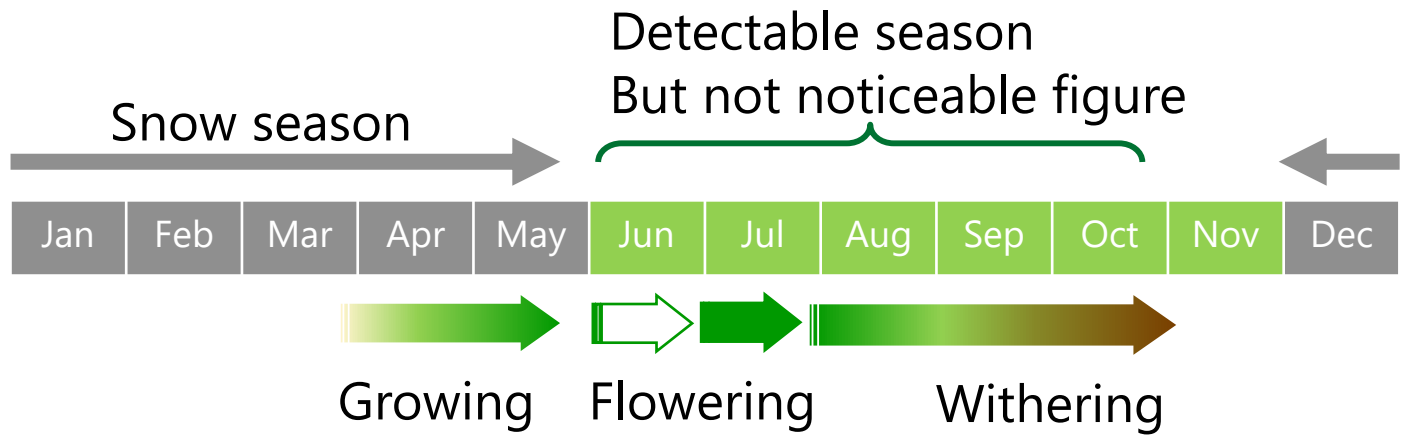 Detectable season
But not noticeable figure
Snow season
Jan Feb Mar Apr May Jun Jul Aug Sep Oct Nov Dec
Growing Flowering Withering